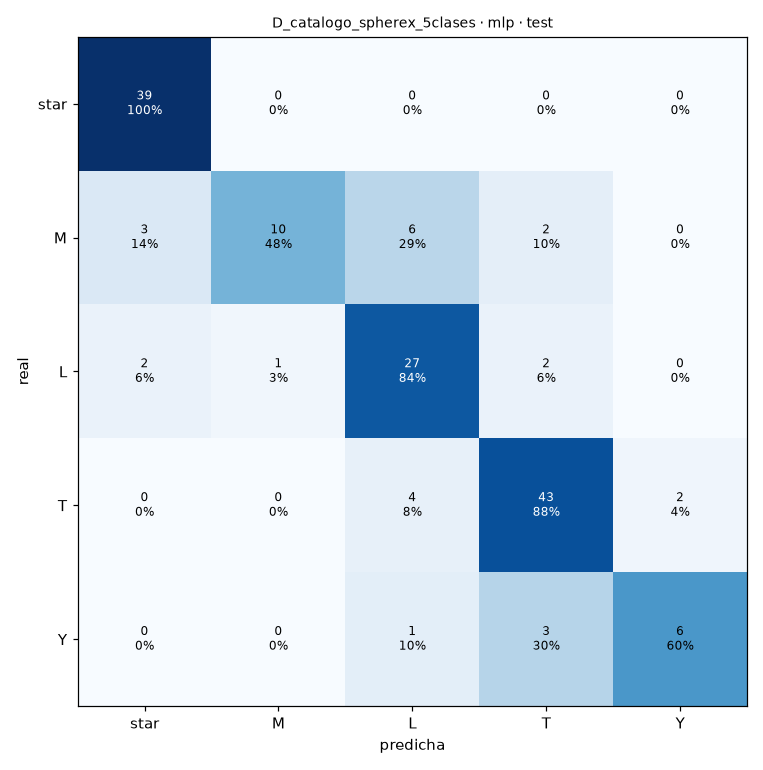 D_catalogo_spherex_5clases · mlp · test
star
39 0 0 0 0
100% 0% 0% 0% 0%
M
3 10 6 2 0
14% 48% 29% 10% 0%
real
L
2 1 27 2 0
6% 3% 84% 6% 0%
T
0 0 4 43 2
0% 0% 8% 88% 4%
Y
0 0 1 3 6
0% 0% 10% 30% 60%
star M L T Y
predicha